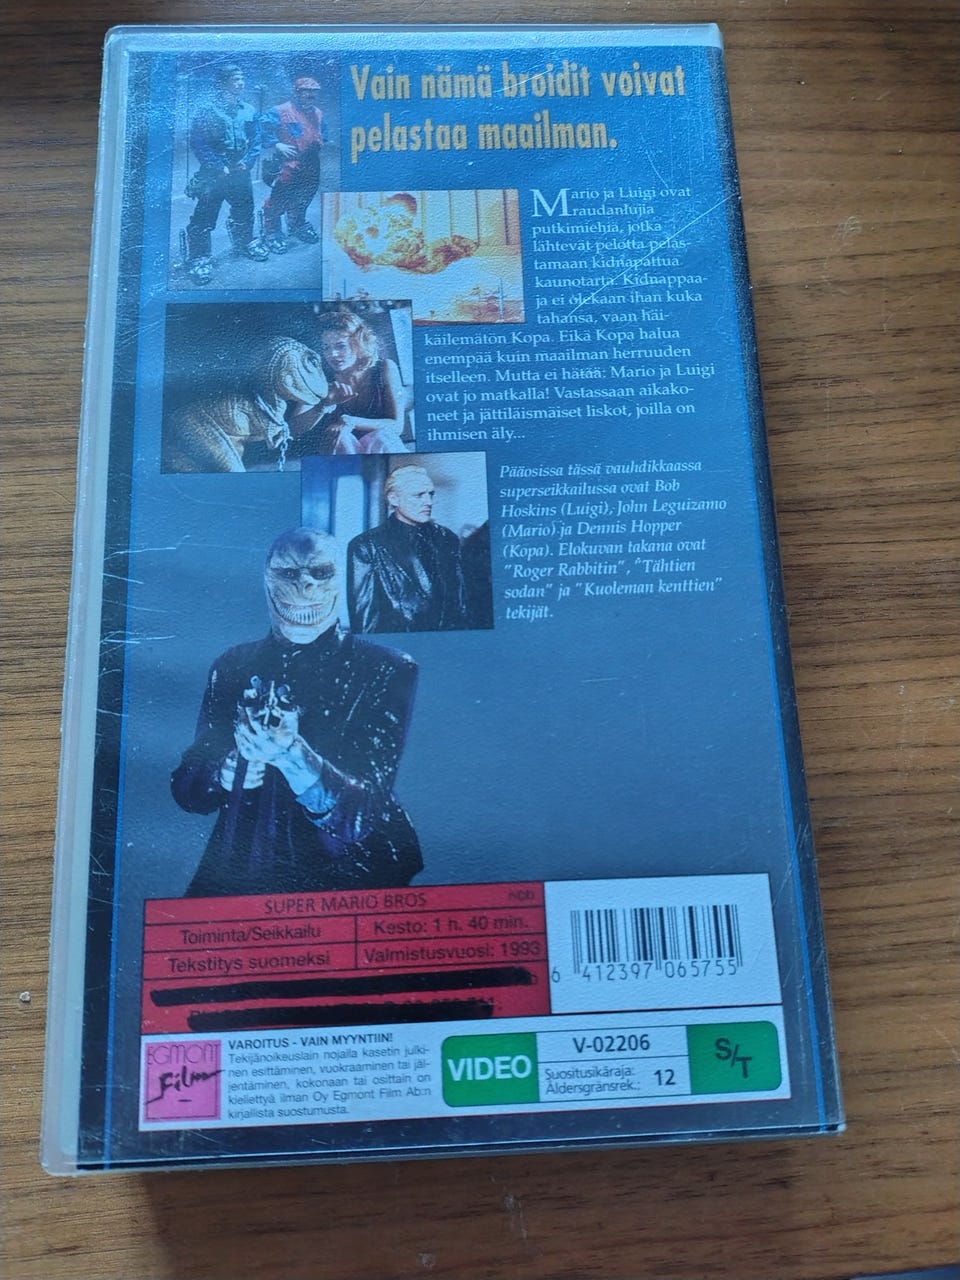 Vain nämä broidit voivat
pelastaa maailman.
Mario ja Luigi ovat
raudanlujia
putkimiehiä, jotka
lähtevät pelotta pelas-
tamaan kidnapattua
kaunotarta. Kidnappaa-
ja ei olekaan ihan kuka
tahansa, vaan häi-
käilemätön Kopa. Eikä Kopa halua
enempää kuin maailman herruuden
itselleen. Mutta ei hätää: Mario ja Luigi
ovat jo matkalla! Vastassaan aikako-
neet ja jättiläismäiset liskot, joilla on
ihmisen äly...
Pääosissa tässä vauhdikkaassa
superseikkailussa ovat Bob
Hoskins (Luigi), John Leguizamo
(Mario) ja Dennis Hopper
(Kopa). Elokuvan takana ovat
"Roger Rabbitin", "Tähtien
sodan" ja "Kuoleman kenttien"
tekijät.
SUPER MARIO BROS
Toiminta/Seikkailu
Kesto: 1 h. 40 min.
Tekstitys suomeksi
Valmistusvuosi: 1993
6 412397 065755
EGMONT
Film
VAROITUS - VAIN MYYNTIIN!
Tekijänoikeuslain nojalla kasetin julki-
nen esittäminen, vuokraaminen tai jäl-
jentäminen, kokonaan tai osittain on
kiellettyä ilman Oy Egmont Film Ab:n
kirjallista suostumusta.
VIDEO
V-02206
Suositusikäraja:
Åldersgränsrek.: 12
S/T